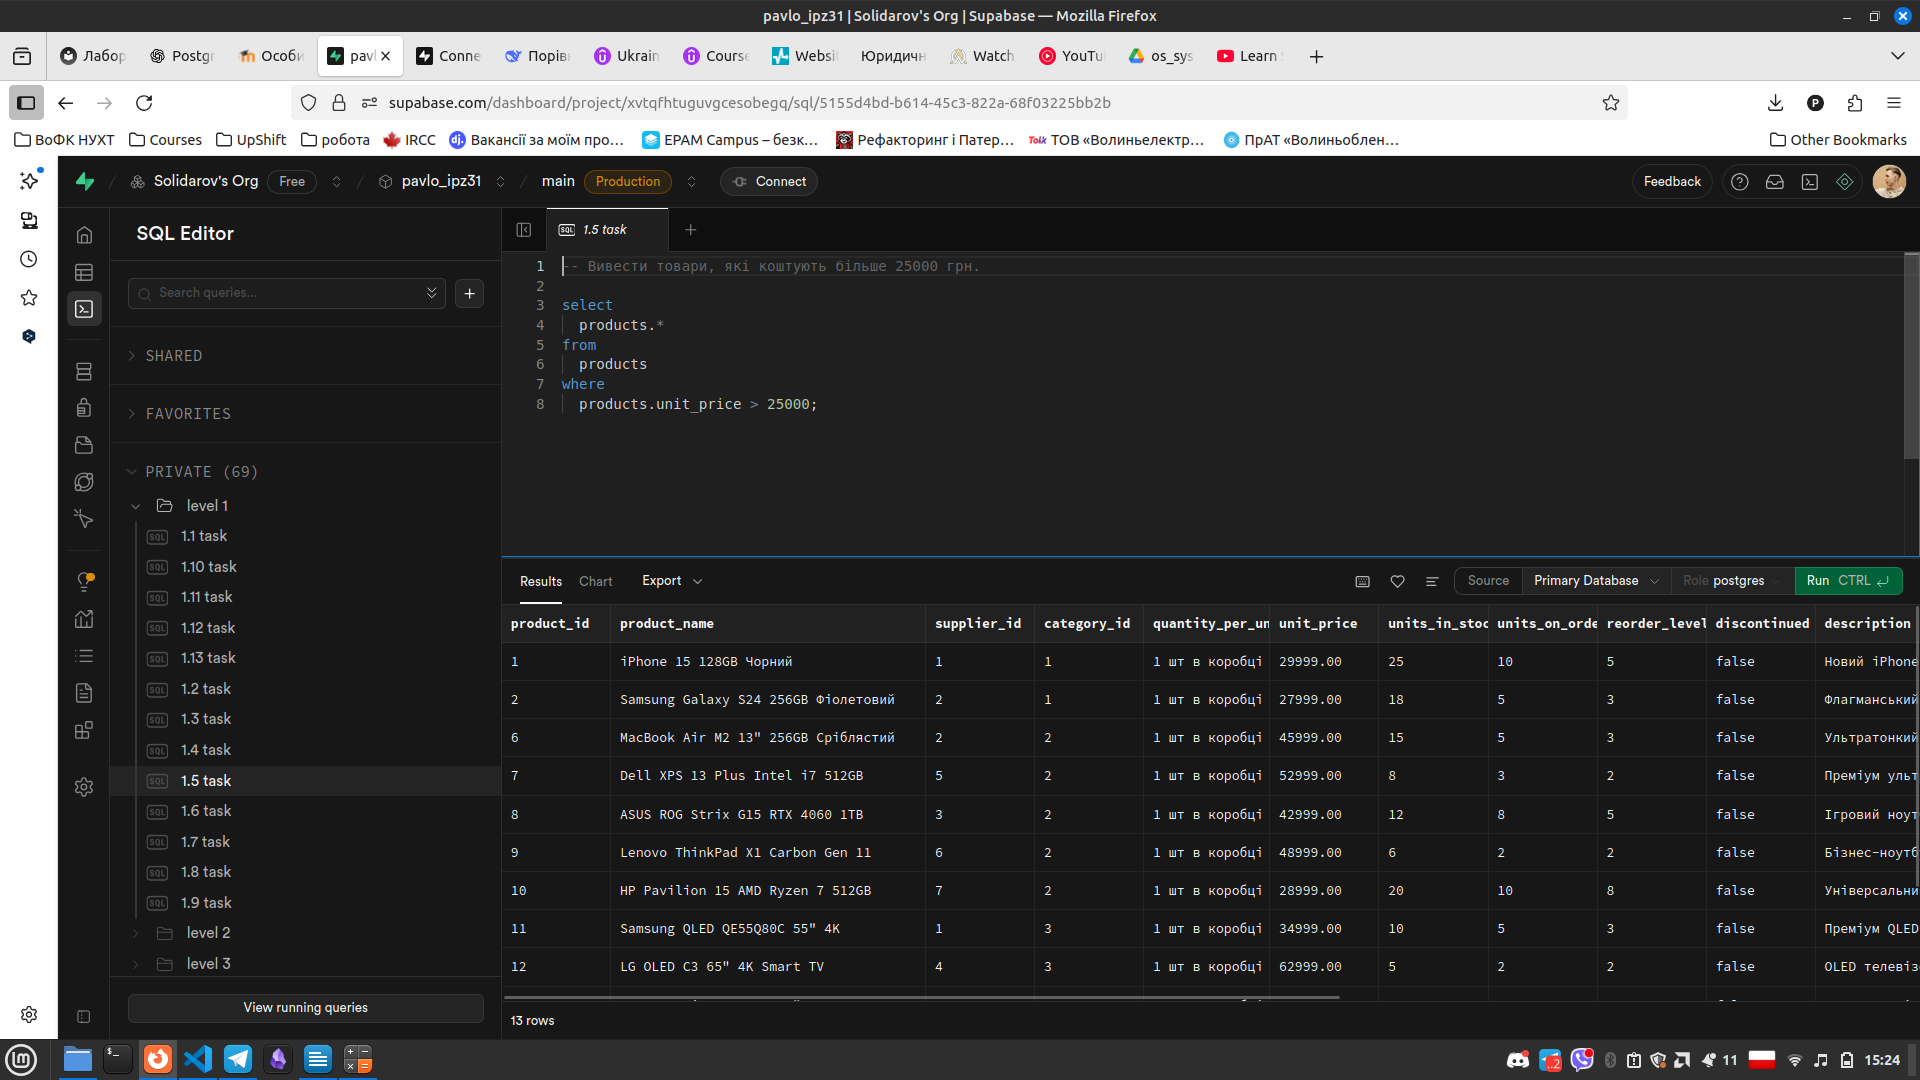 pavlo_ipz31 | Solidarov's Org | Supabase — Mozilla Firefox
Лабор Postgr Особи pavl Conne Порів Ukrain Course Websi Юридичн Watch YouTu os_sys Learn
supabase.com/dashboard/project/xvtqfhtuguvgcesobegq/sql/5155d4bd-b614-45c3-822a-68f03225bb2b
ВоФК НУХТ Courses UpShift робота IRCC Вакансії за моїм про… EPAM Campus – безк… Рефакторинг і Патер… ТОВ «Волиньелектр… ПрАТ «Волиньоблен… Other Bookmarks
Solidarov's Org Free / pavlo_ipz31 / main Production Connect Feedback
SQL Editor
SQL 1.5 task
Search queries...
SHARED
FAVORITES
PRIVATE (69)
level 1
SQL 1.1 task
SQL 1.10 task
SQL 1.11 task
SQL 1.12 task
SQL 1.13 task
SQL 1.2 task
SQL 1.3 task
SQL 1.4 task
SQL 1.5 task
SQL 1.6 task
SQL 1.7 task
SQL 1.8 task
SQL 1.9 task
level 2
level 3
View running queries
1 -- Вивести товари, які коштують більше 25000 грн.
2
3 select
4 products.*
5 from
6 products
7 where
8 products.unit_price > 25000;
Results Chart Export Source Primary Database Role postgres Run CTRL
product_id product_name supplier_id category_id quantity_per_un unit_price units_in_stoc units_on_orde reorder_level discontinued description
1 iPhone 15 128GB Чорний 1 1 1 шт в коробці 29999.00 25 10 5 false Новий iPhone
2 Samsung Galaxy S24 256GB Фіолетовий 2 1 1 шт в коробці 27999.00 18 5 3 false Флагманський
6 MacBook Air M2 13" 256GB Сріблястий 2 2 1 шт в коробці 45999.00 15 5 3 false Ультратонкий
7 Dell XPS 13 Plus Intel i7 512GB 5 2 1 шт в коробці 52999.00 8 3 2 false Преміум ульт
8 ASUS ROG Strix G15 RTX 4060 1TB 3 2 1 шт в коробці 42999.00 12 8 5 false Ігровий ноут
9 Lenovo ThinkPad X1 Carbon Gen 11 6 2 1 шт в коробці 48999.00 6 2 2 false Бізнес-ноутб
10 HP Pavilion 15 AMD Ryzen 7 512GB 7 2 1 шт в коробці 28999.00 20 10 8 false Універсальни
11 Samsung QLED QE55Q80C 55" 4K 1 3 1 шт в коробці 34999.00 10 5 3 false Преміум QLED
12 LG OLED C3 65" 4K Smart TV 4 3 1 шт в коробці 62999.00 5 2 2 false OLED телевіз
13 rows
11 15:24